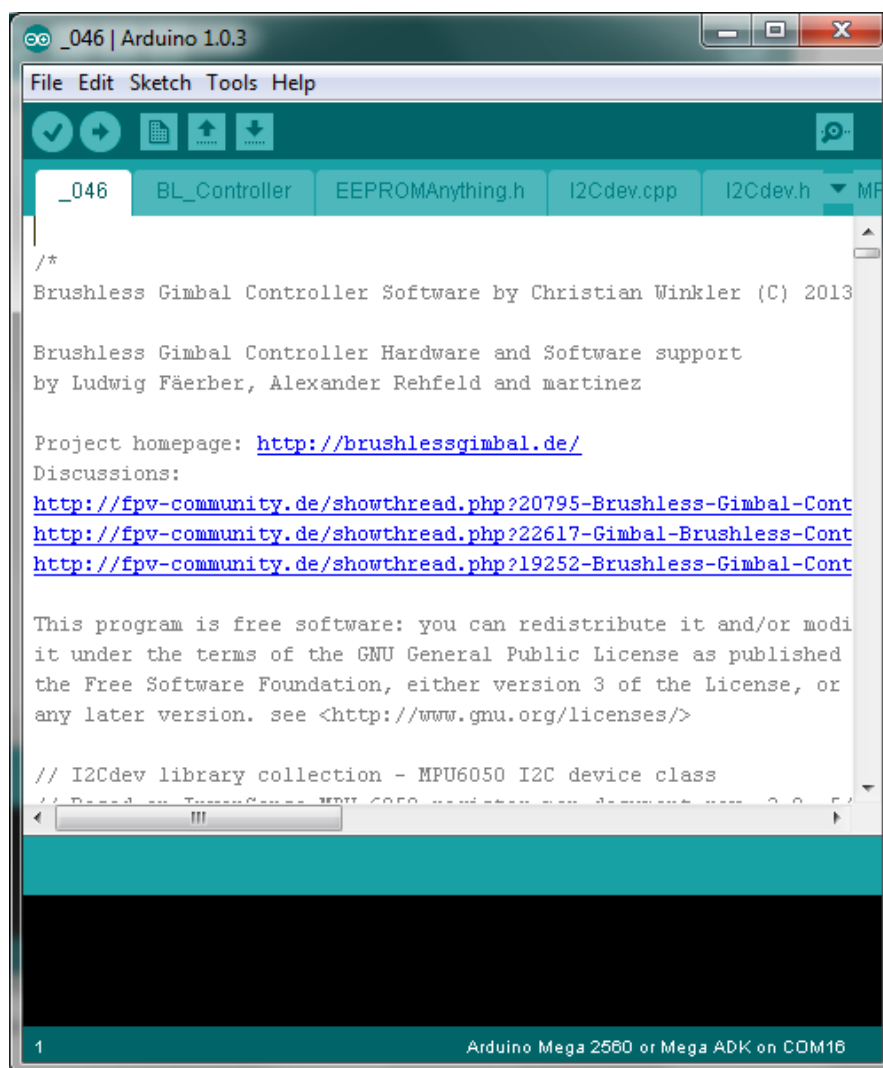 _046 | Arduino 1.0.3
File Edit Sketch Tools Help
_046 BL_Controller EEPROMAnything.h I2Cdev.cpp I2Cdev.h
/*
Brushless Gimbal Controller Software by Christian Winkler (C) 2013

Brushless Gimbal Controller Hardware and Software support
by Ludwig Fäerber, Alexander Rehfeld and martinez

Project homepage: http://brushlessgimbal.de/
Discussions:
http://fpv-community.de/showthread.php?20795-Brushless-Gimbal-Cont
http://fpv-community.de/showthread.php?22617-Gimbal-Brushless-Cont
http://fpv-community.de/showthread.php?19252-Brushless-Gimbal-Cont

This program is free software: you can redistribute it and/or modi
it under the terms of the GNU General Public License as published
the Free Software Foundation, either version 3 of the License, or
any later version. see <http://www.gnu.org/licenses/>

// I2Cdev library collection - MPU6050 I2C device class
1
Arduino Mega 2560 or Mega ADK on COM16